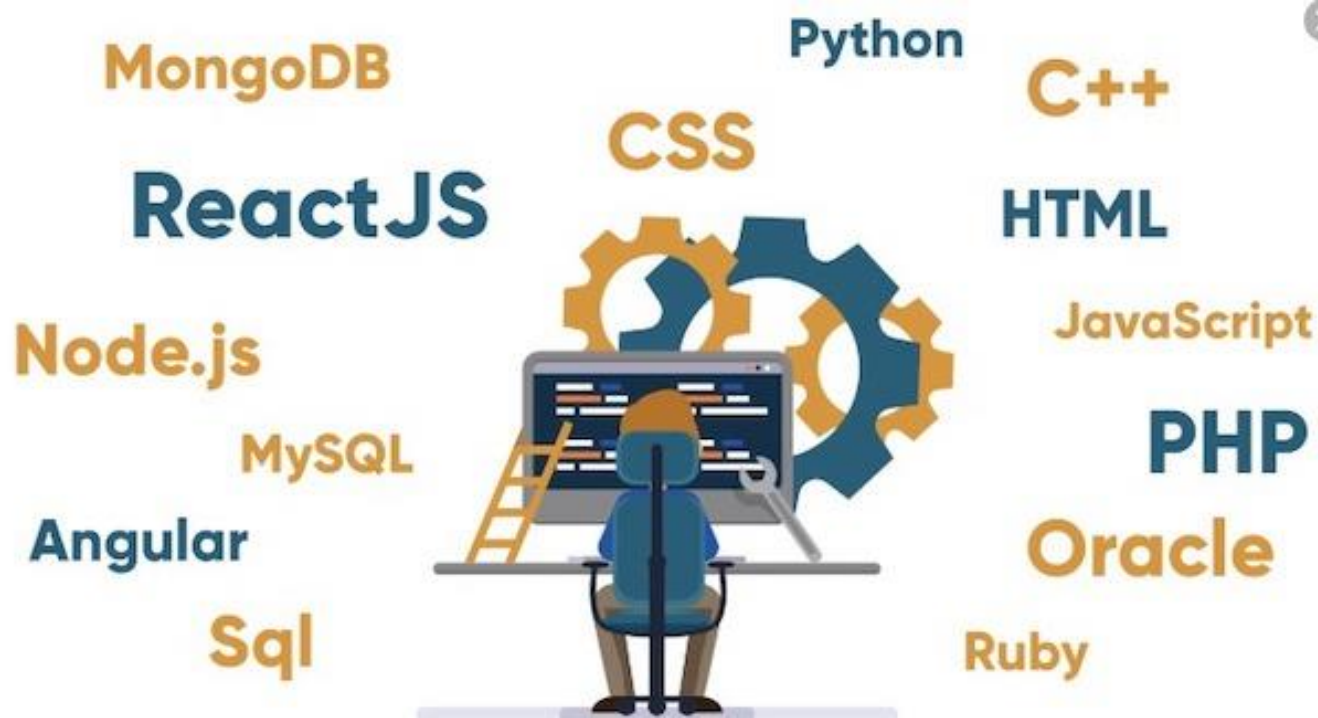 Python
MongoDB
C++
CSS
ReactJS
HTML
JavaScript
Node.js
PHP
MySQL
Angular
Oracle
Sql
Ruby